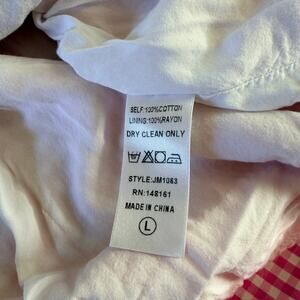 SELF:100%COTTON
LINING:100%RAYON
DRY CLEAN ONLY
STYLE:JM1063
RN:148161
MADE IN CHINA
L